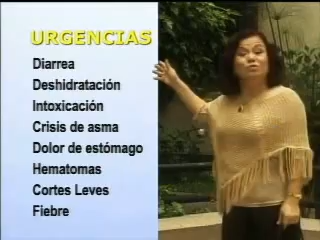 URGENCIAS
Diarrea
Deshidratación
Intoxicación
Crisis de asma
Dolor de estómago
Hematomas
Cortes Leves
Fiebre